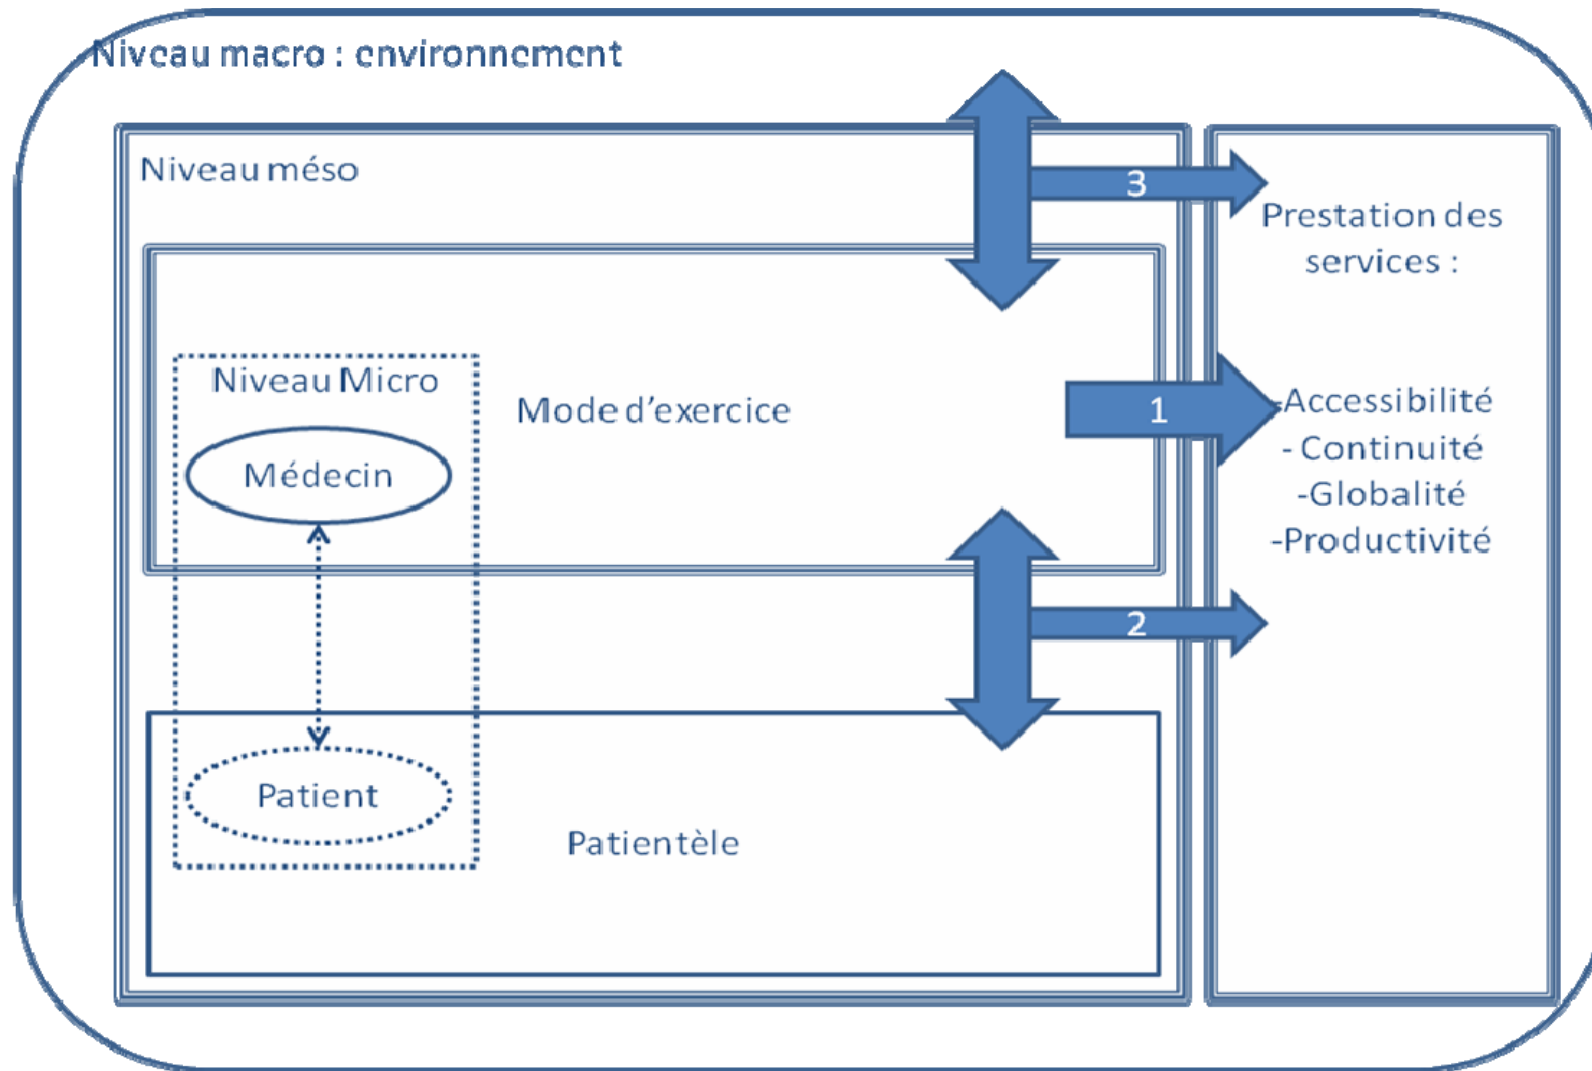 Niveau macro : environnement
Niveau méso
3
Prestation des
services :
Niveau Micro
Mode d'exercice
1
-Accessibilité
Médecin
- Continuité
-Globalité
-Productivité
2
Patient
Patientèle